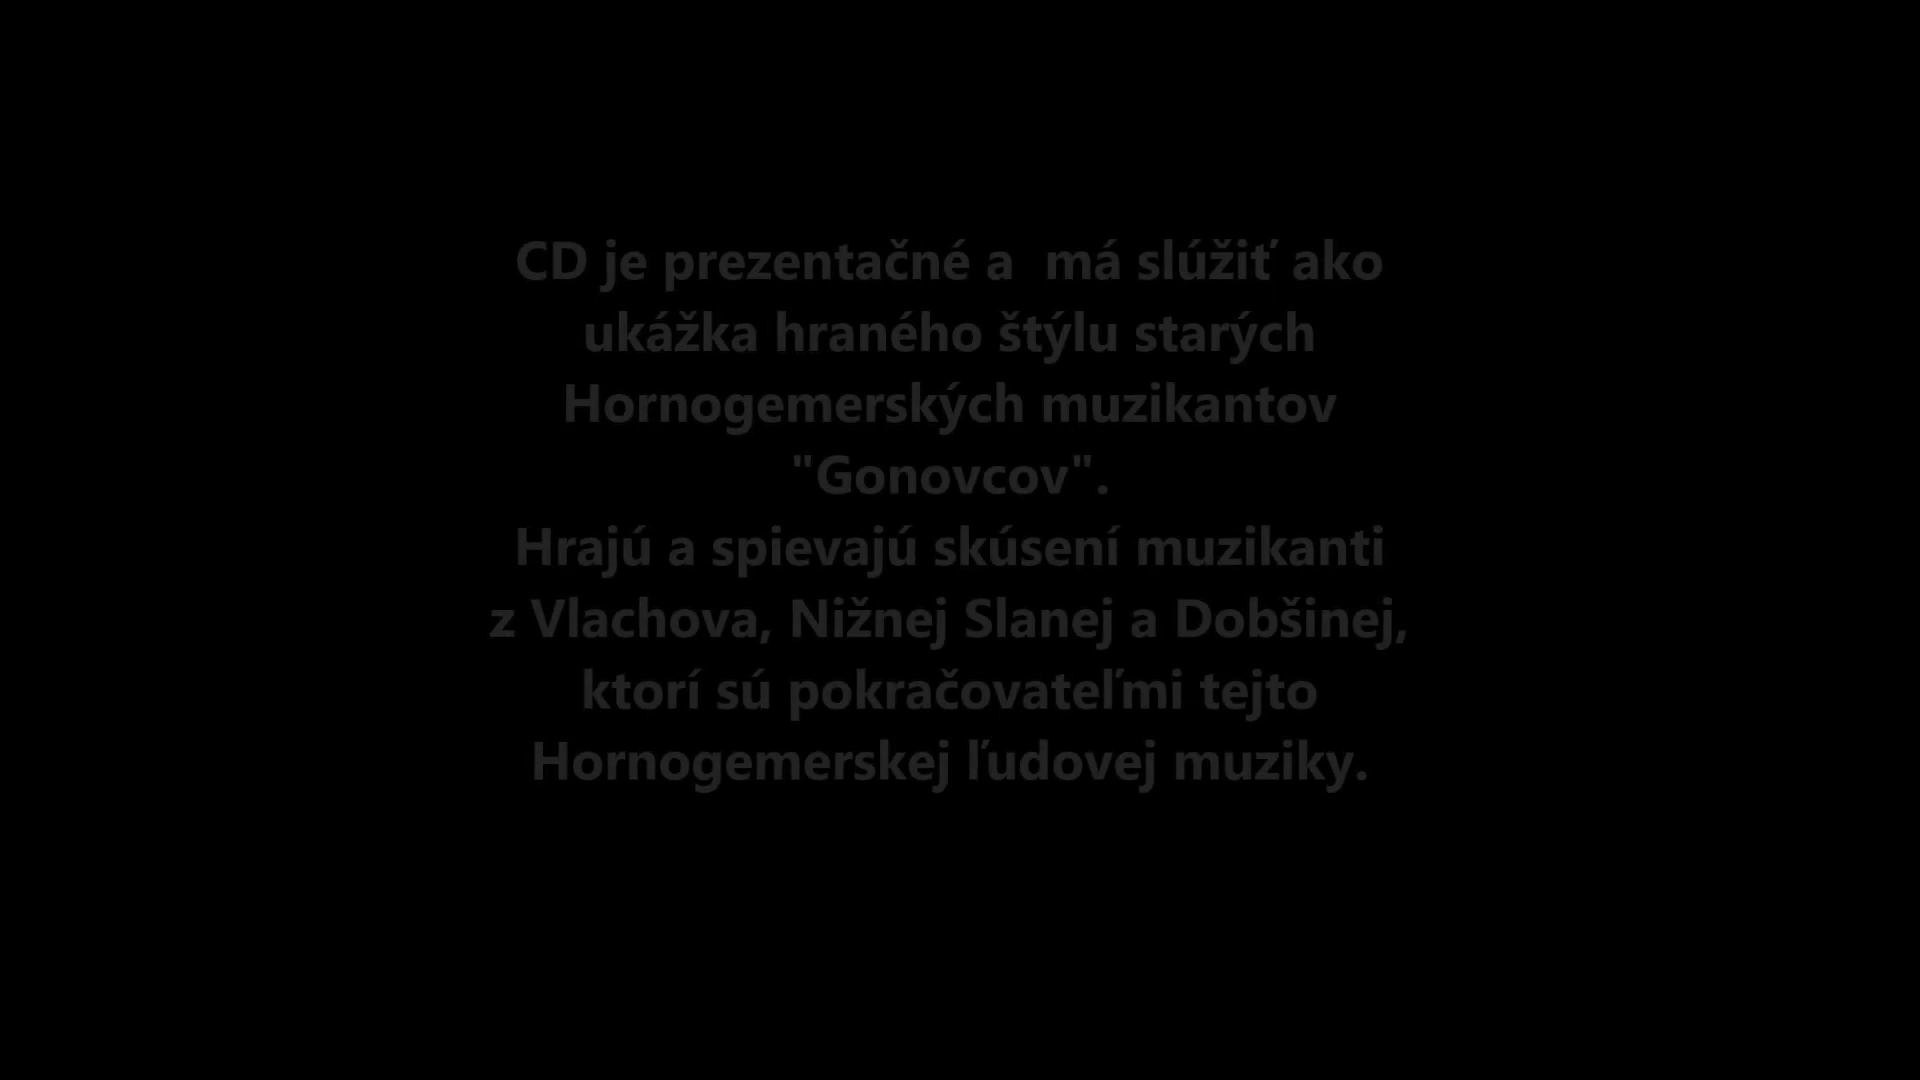 CD je prezentačné a  má slúžiť ako
ukážka hraného štýlu starých
Hornogemerských muzikantov
"Gonovcov".
Hrajú a spievajú skúsení muzikanti
z Vlachova, Nižnej Slanej a Dobšinej,
ktorí sú pokračovateľmi tejto
Hornogemerskej ľudovej muziky.